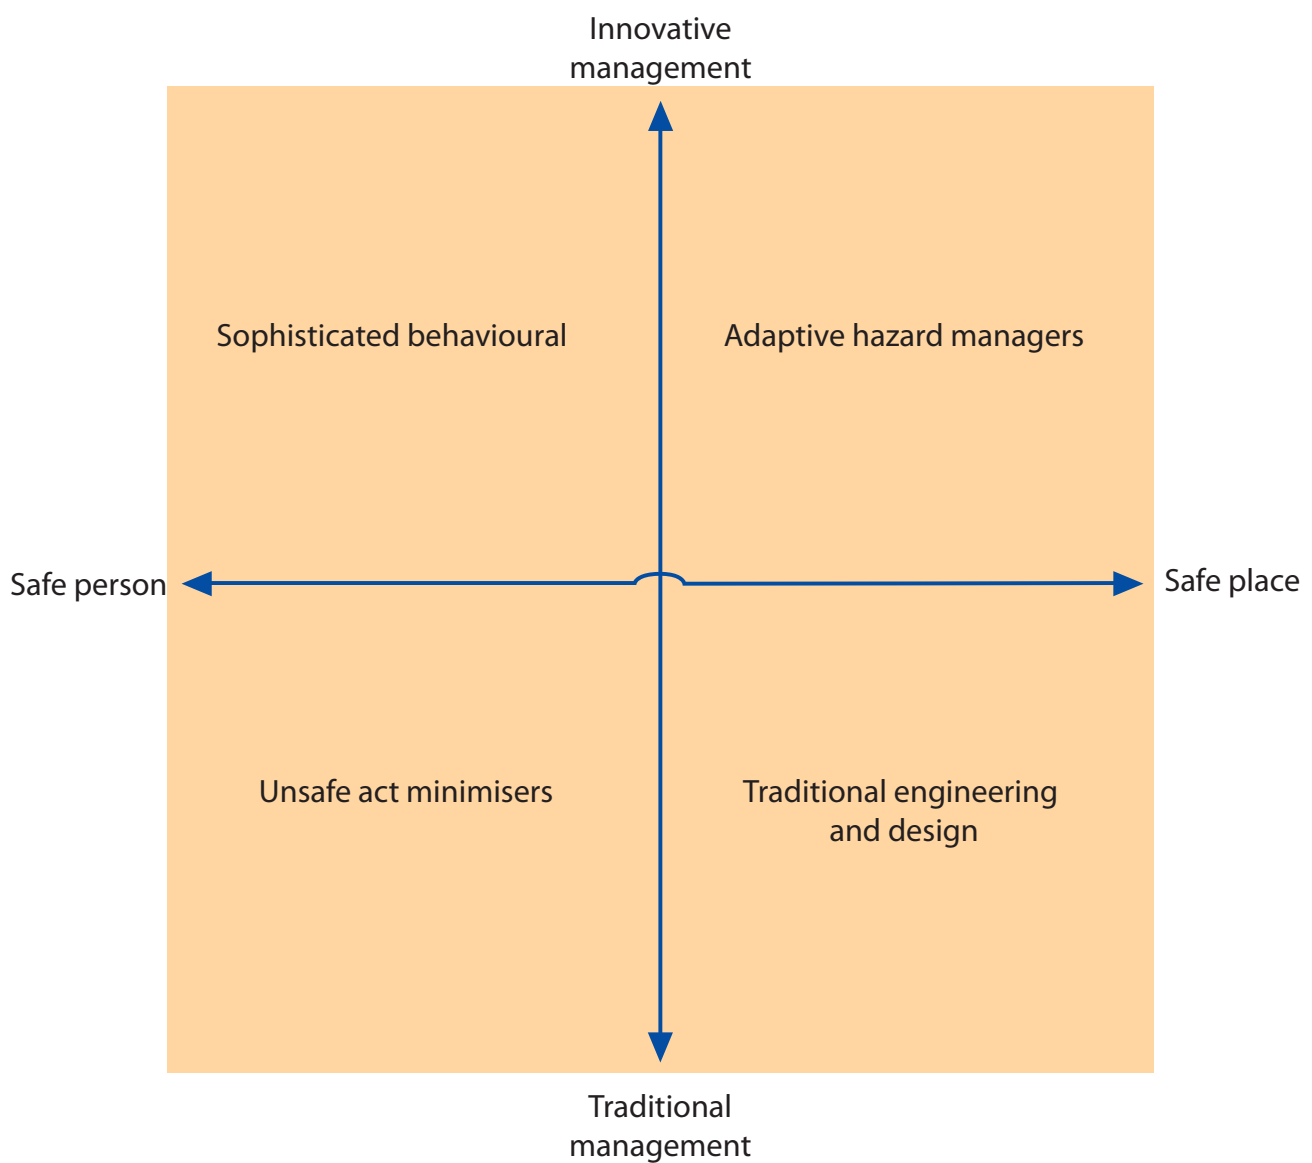 Innovative
management
Sophisticated behavioural
Adaptive hazard managers
Safe person
Safe place
Unsafe act minimisers
Traditional engineering
and design
Traditional
management